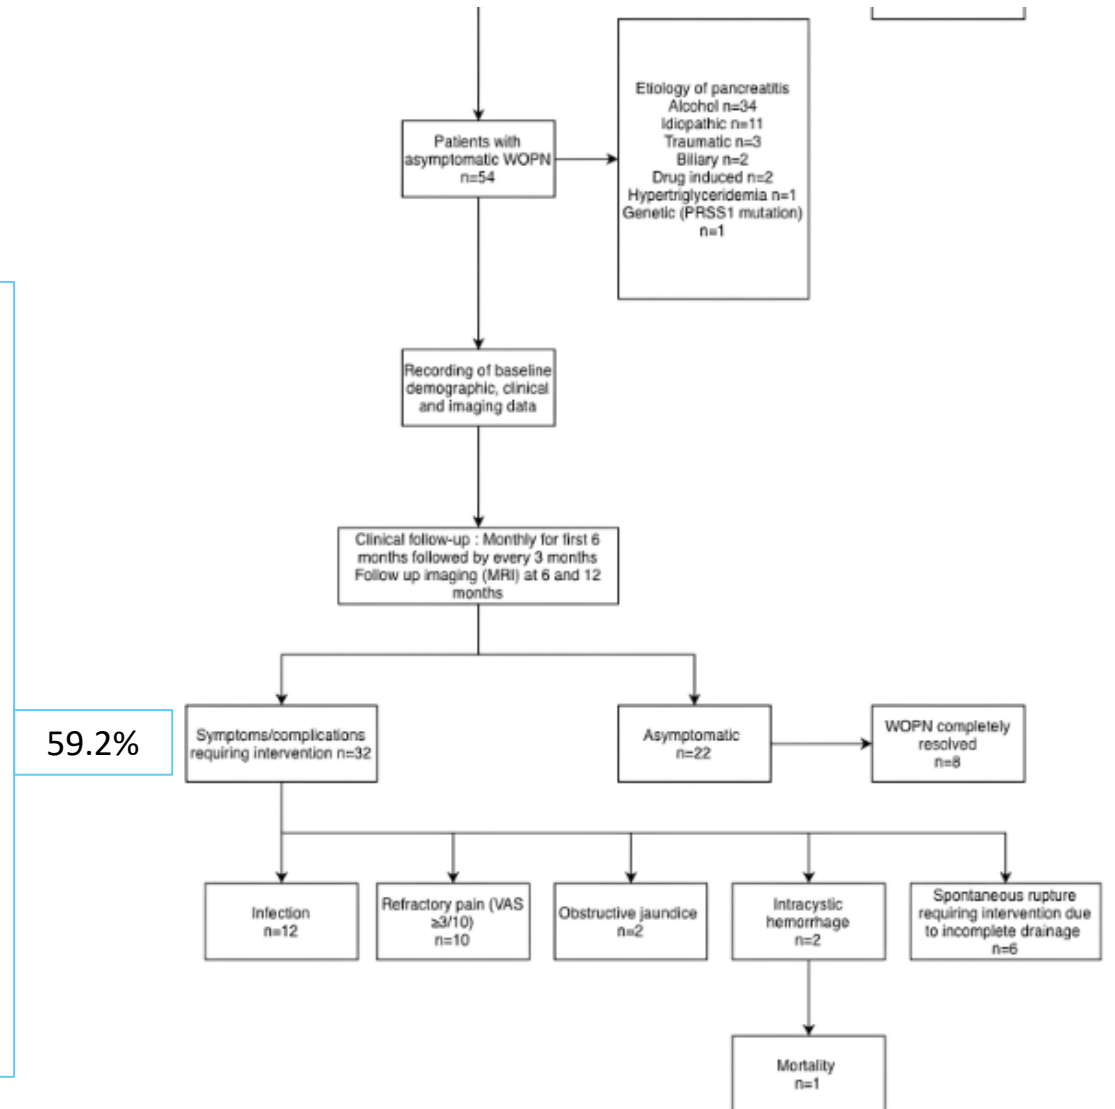 Etiology of pancreatitis
Alcohol n=34
Idiopathic n=11
Traumatic n=3
Biliary n=2
Drug induced n=2
Hypertriglyceridemia n=1
Genetic (PRSS1 mutation)
n=1
Patients with
asymptomatic WOPN
n=54
Recording of baseline
demographic, clinical
and imaging data
Clinical follow-up : Monthly for first 6
months followed by every 3 months
Follow up imaging (MRI) at 6 and 12
months
59.2%
Symptoms/complications
requiring intervention n=32
Asymptomatic
n=22
WOPN completely
resolved
n=8
Infection
n=12
Refractory pain (VAS
≥3/10)
n=10
Obstructive jaundice
n=2
Intracystic
hemorrhage
n=2
Spontaneous rupture
requiring intervention due
to incomplete drainage
n=6
Mortality
n=1